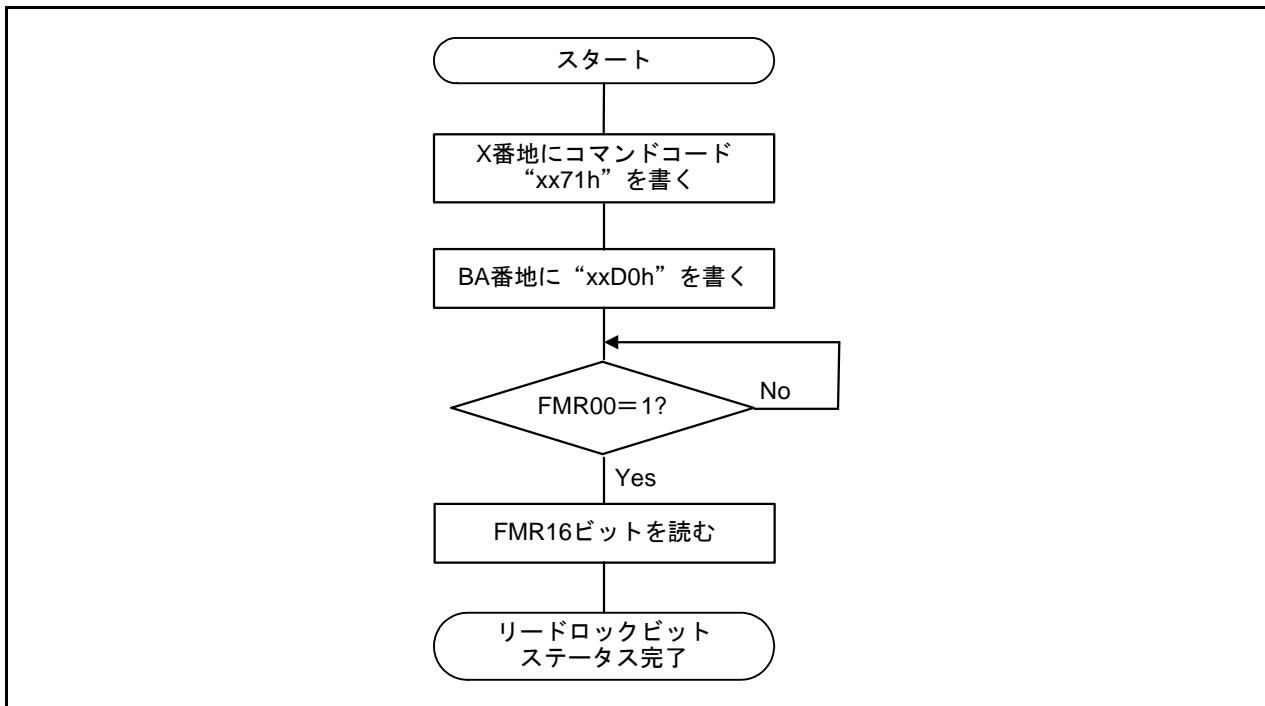 スタート
X番地にコマンドコード
“xx71h”を書く
BA番地に“xxD0h”を書く
FMR00＝1?
No
Yes
FMR16ビットを読む
リードロックビット
ステータス完了